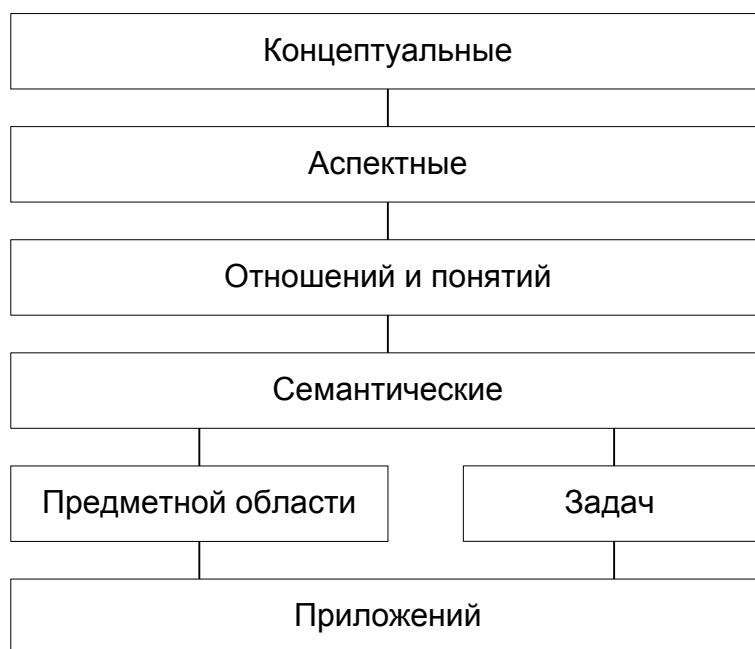 Концептуальные
Аспектные
Отношений и понятий
Семантические
Предметной области
Задач
Приложений